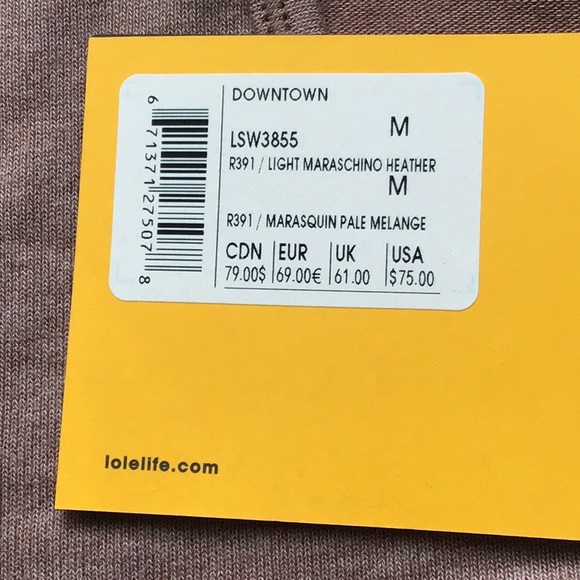 DOWNTOWN
M
LSW3855
R391 / LIGHT MARASCHINO HEATHER
M
R391 / MARASQUIN PALE MELANGE
CDN EUR UK USA
79.00$ 69.00€ 61.00 $75.00
6 71371 27507 8
lolelife.com